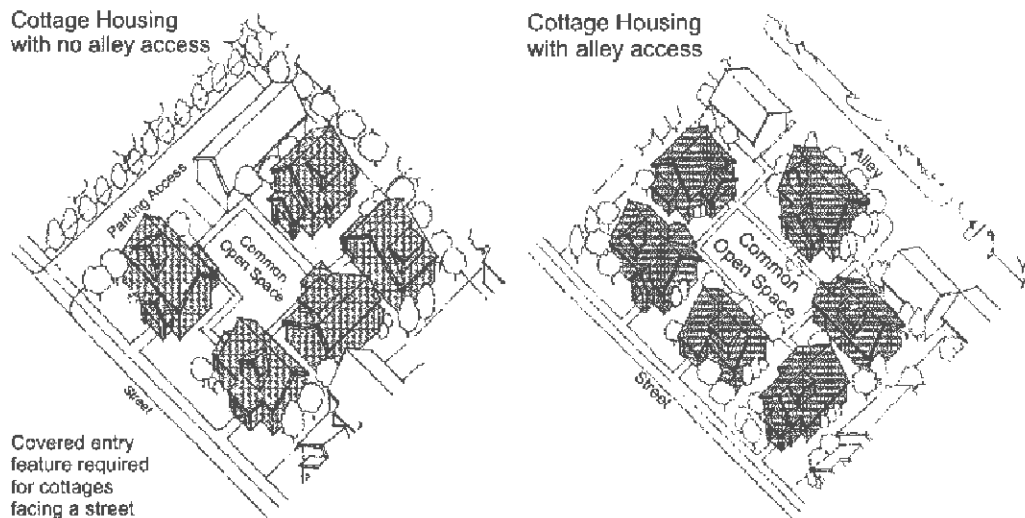 Cottage Housing
with no alley access
Parking Access
Common
Open Space
Street
Covered entry
feature required
for cottages
facing a street
Cottage Housing
with alley access
Alley
Common
Open Space
Street